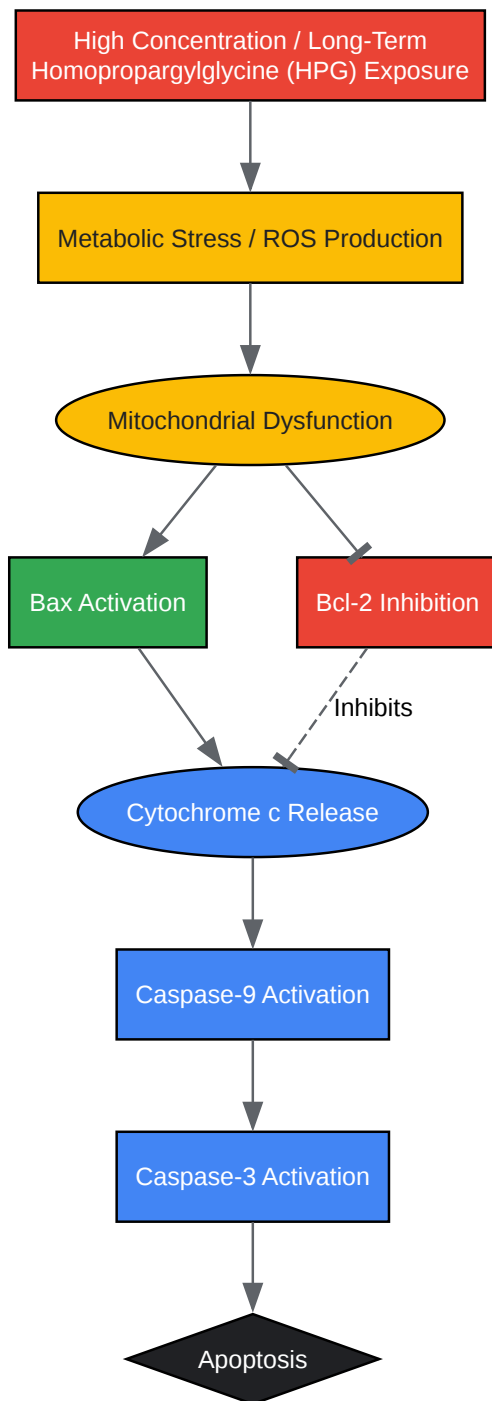 High Concentration / Long-Term
Homopropargylglycine (HPG) Exposure
Metabolic Stress / ROS Production
Mitochondrial Dysfunction
Bax Activation
Bcl-2 Inhibition
Inhibits
Cytochrome c Release
Caspase-9 Activation
Caspase-3 Activation
Apoptosis